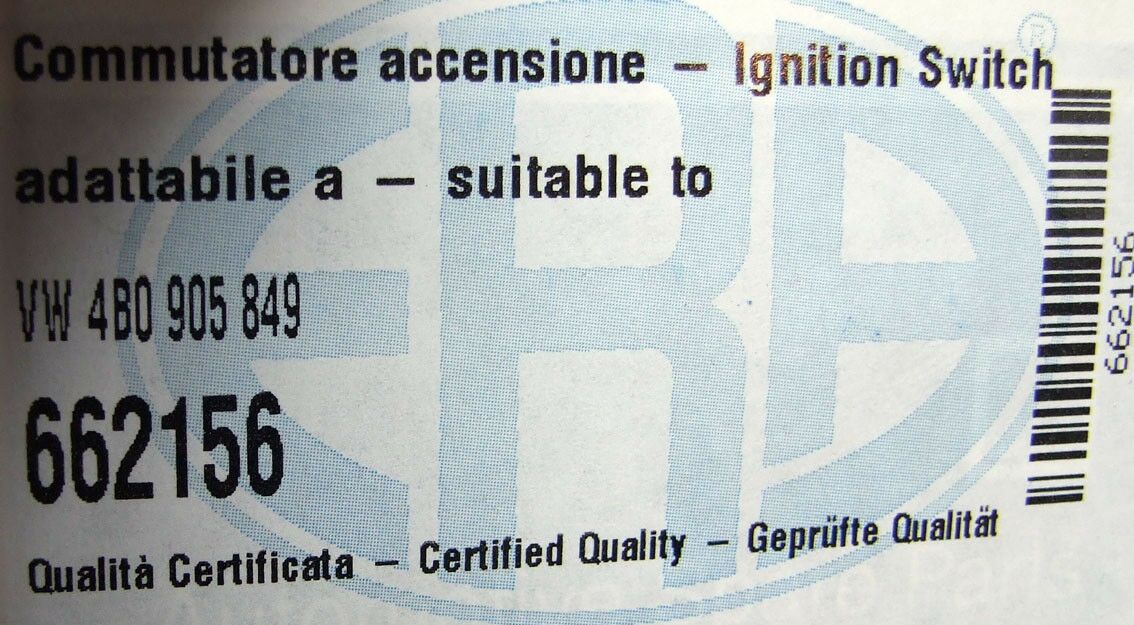 Commutatore accensione – Ignition Switch
adattabile a – suitable to
VW 4B0 905 849
662156
Qualità Certificata – Certified Quality – Geprüfte Qualität
662156
ERA
®